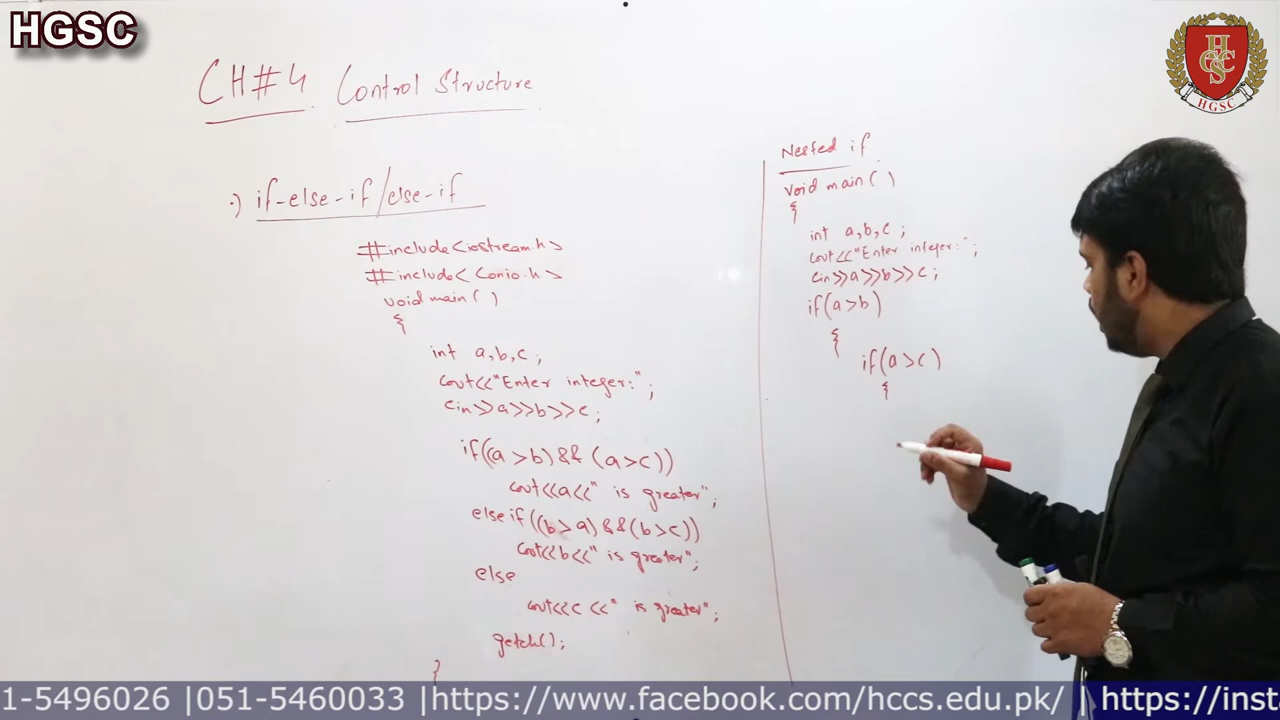 HGSC
CH#4 Control Structure
•) if-else-if/else-if
#include<iostream.h>
#include<conio.h>
void main( )
{
int a,b,c ;
cout<<"Enter integer:" ;
cin>>a>>b>>c ;
if((a >b) && (a>c))
cout<<a<<" is greater" ;
else if((b>a) &&(b>c))
cout<<b<<" is greater" ;
else
cout<<c <<" is greater" ;
getch();
}
Nested if
void main( )
{
int a,b,c ;
cout<<"Enter integer:" ;
cin>>a>>b>>c ;
if(a>b)
{
if(a>c)
{
HGSC
HGSC
1-5496026 |051-5460033 |https://www.facebook.com/hccs.edu.pk/ | https://inst